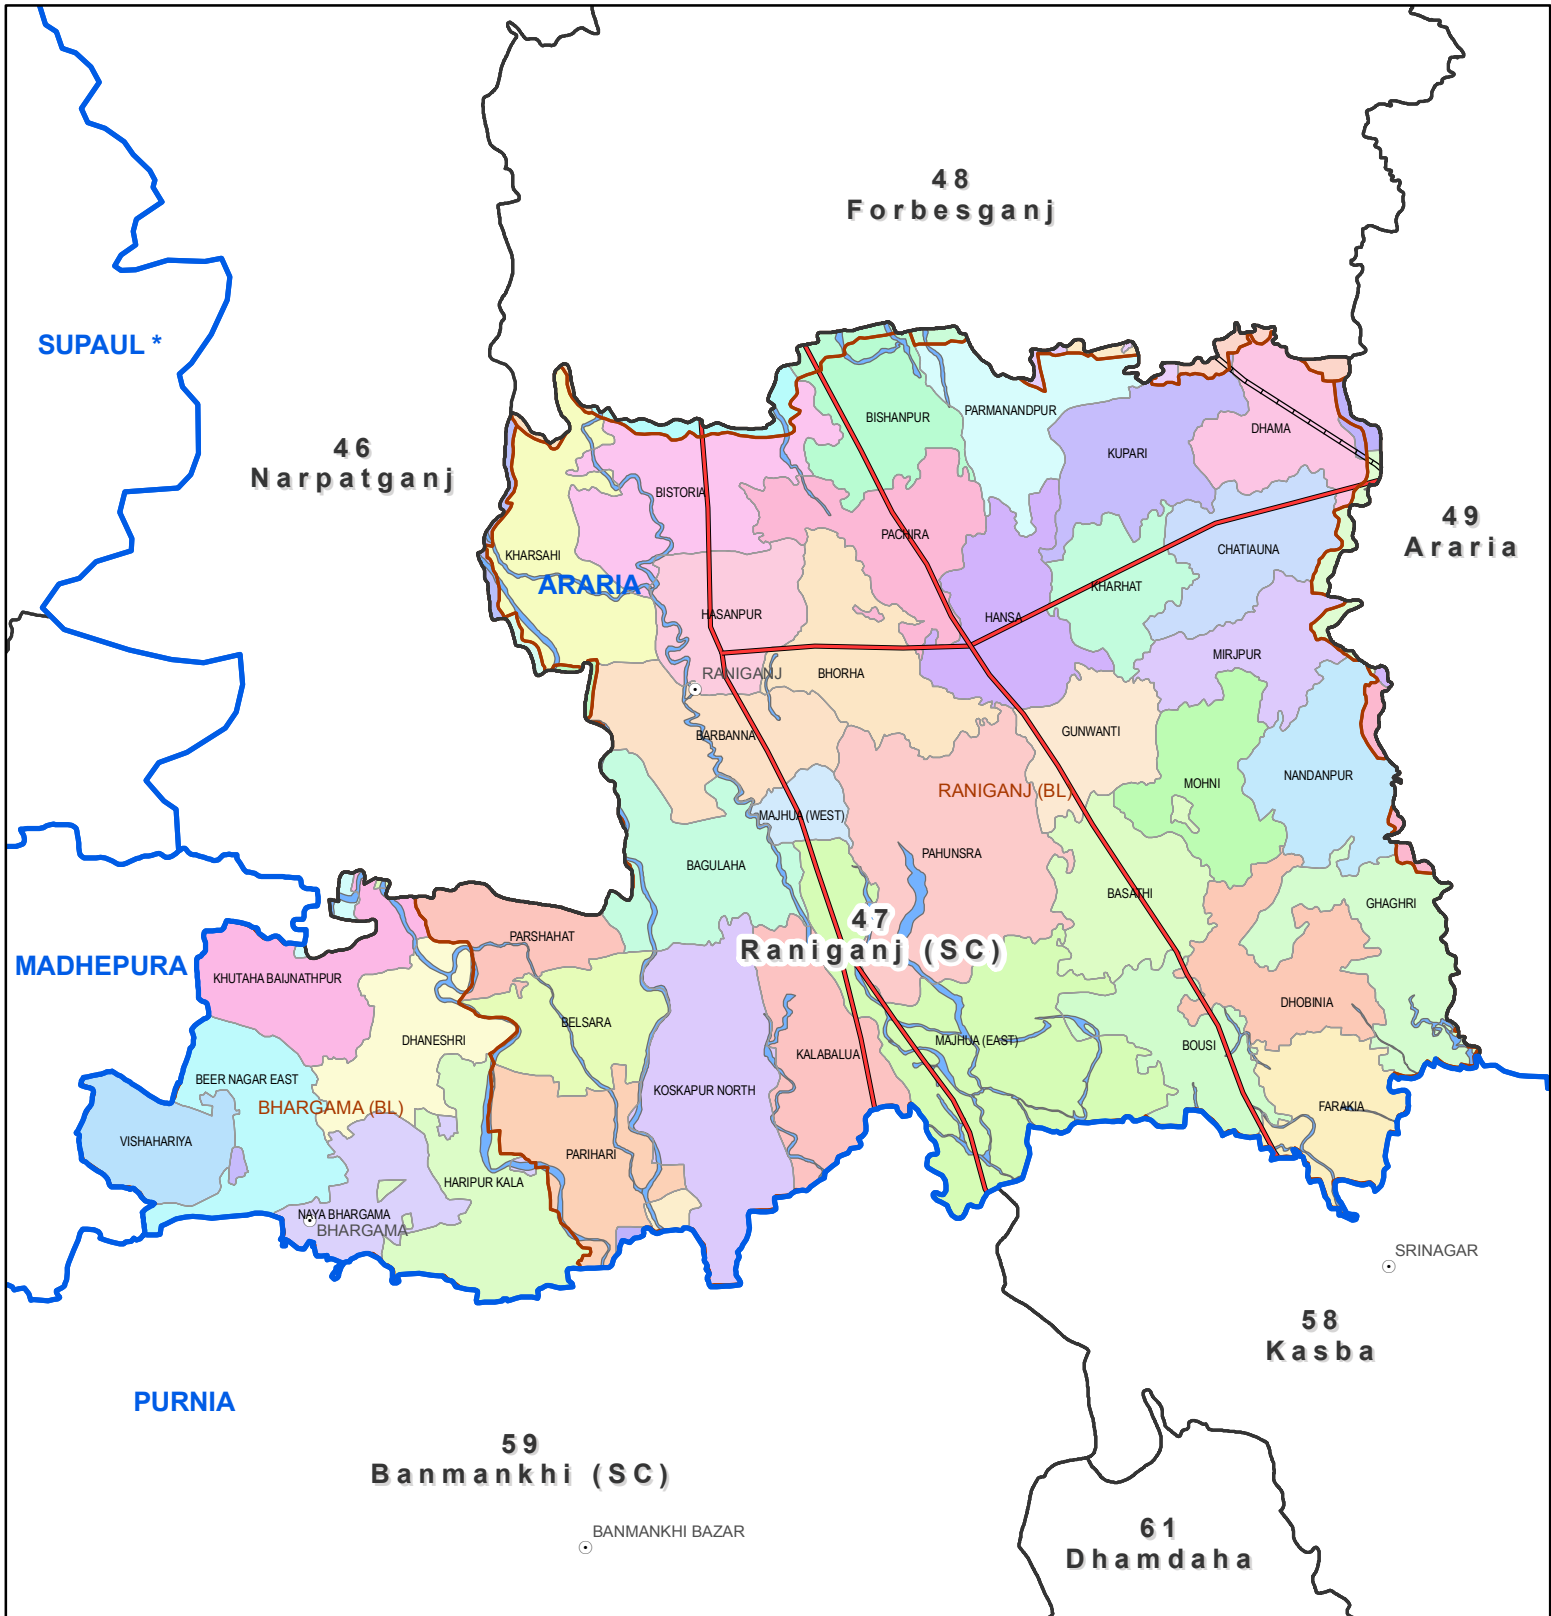 48
Forbesganj
SUPAUL *
46
Narpatganj
BISHANPUR
PARMANANDPUR
DHAMA
KUPARI
BISTORIA
49
Araria
PACHIRA
CHATIAUNA
KHARSAHI
ARARIA
KHARHAT
HASANPUR
HANSA
MIRJPUR
RANIGANJ
BHORHA
GUNWANTI
BARBANNA
NANDANPUR
MOHNI
RANIGANJ (BL)
MAJHUA (WEST)
PAHUNSRA
BAGULAHA
BASATHI
GHAGHRI
47
Raniganj (SC)
PARSHAHAT
MADHEPURA
KHUTAHA BAIJNATHPUR
DHOBINIA
BELSARA
DHANESHRI
MAJHUA (EAST)
BOUSI
KALABALUA
BEER NAGAR EAST
KOSKAPUR NORTH
BHARGAMA (BL)
FARAKIA
VISHAHARIYA
PARIHARI
HARIPUR KALA
NAYA BHARGAMA
BHARGAMA
SRINAGAR
58
Kasba
PURNIA
59
Banmankhi (SC)
BANMANKHI BAZAR
61
Dhamdaha